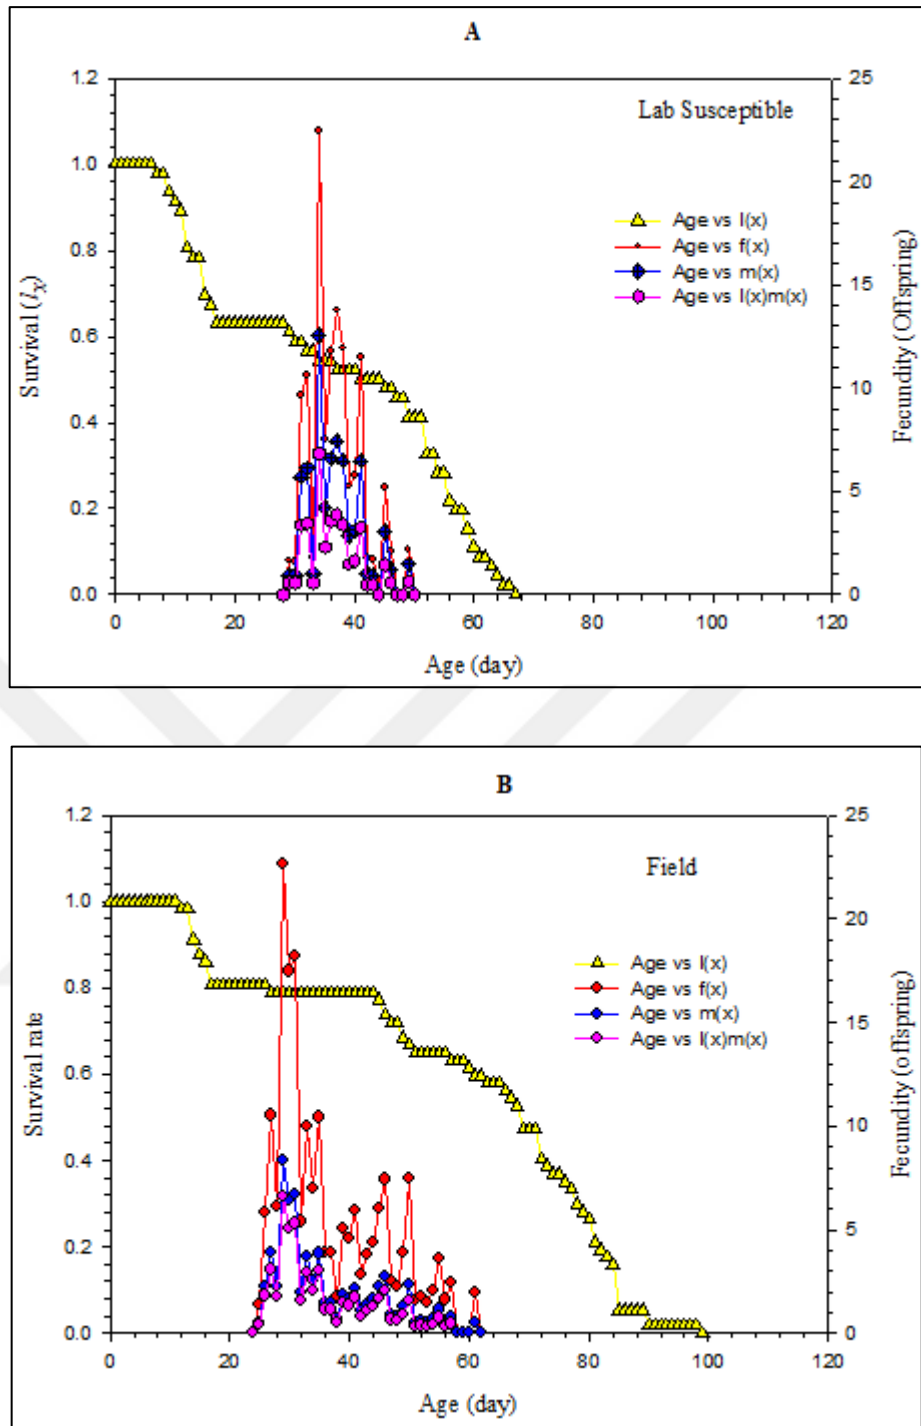 A
1.2
1.0
0.8
0.6
0.4
0.2
0.0
Survival (lx)
25
20
15
10
5
0
Fecundity (Offspring)
Lab Susceptible
Age vs l(x)
Age vs f(x)
Age vs m(x)
Age vs l(x)m(x)
0 20 40 60 80 100 120
Age (day)
B
1.2
1.0
0.8
0.6
0.4
0.2
0.0
Survival rate
25
20
15
10
5
0
Fecundity (offspring)
Field
Age vs l(x)
Age vs f(x)
Age vs m(x)
Age vs l(x)m(x)
0 20 40 60 80 100 120
Age (day)